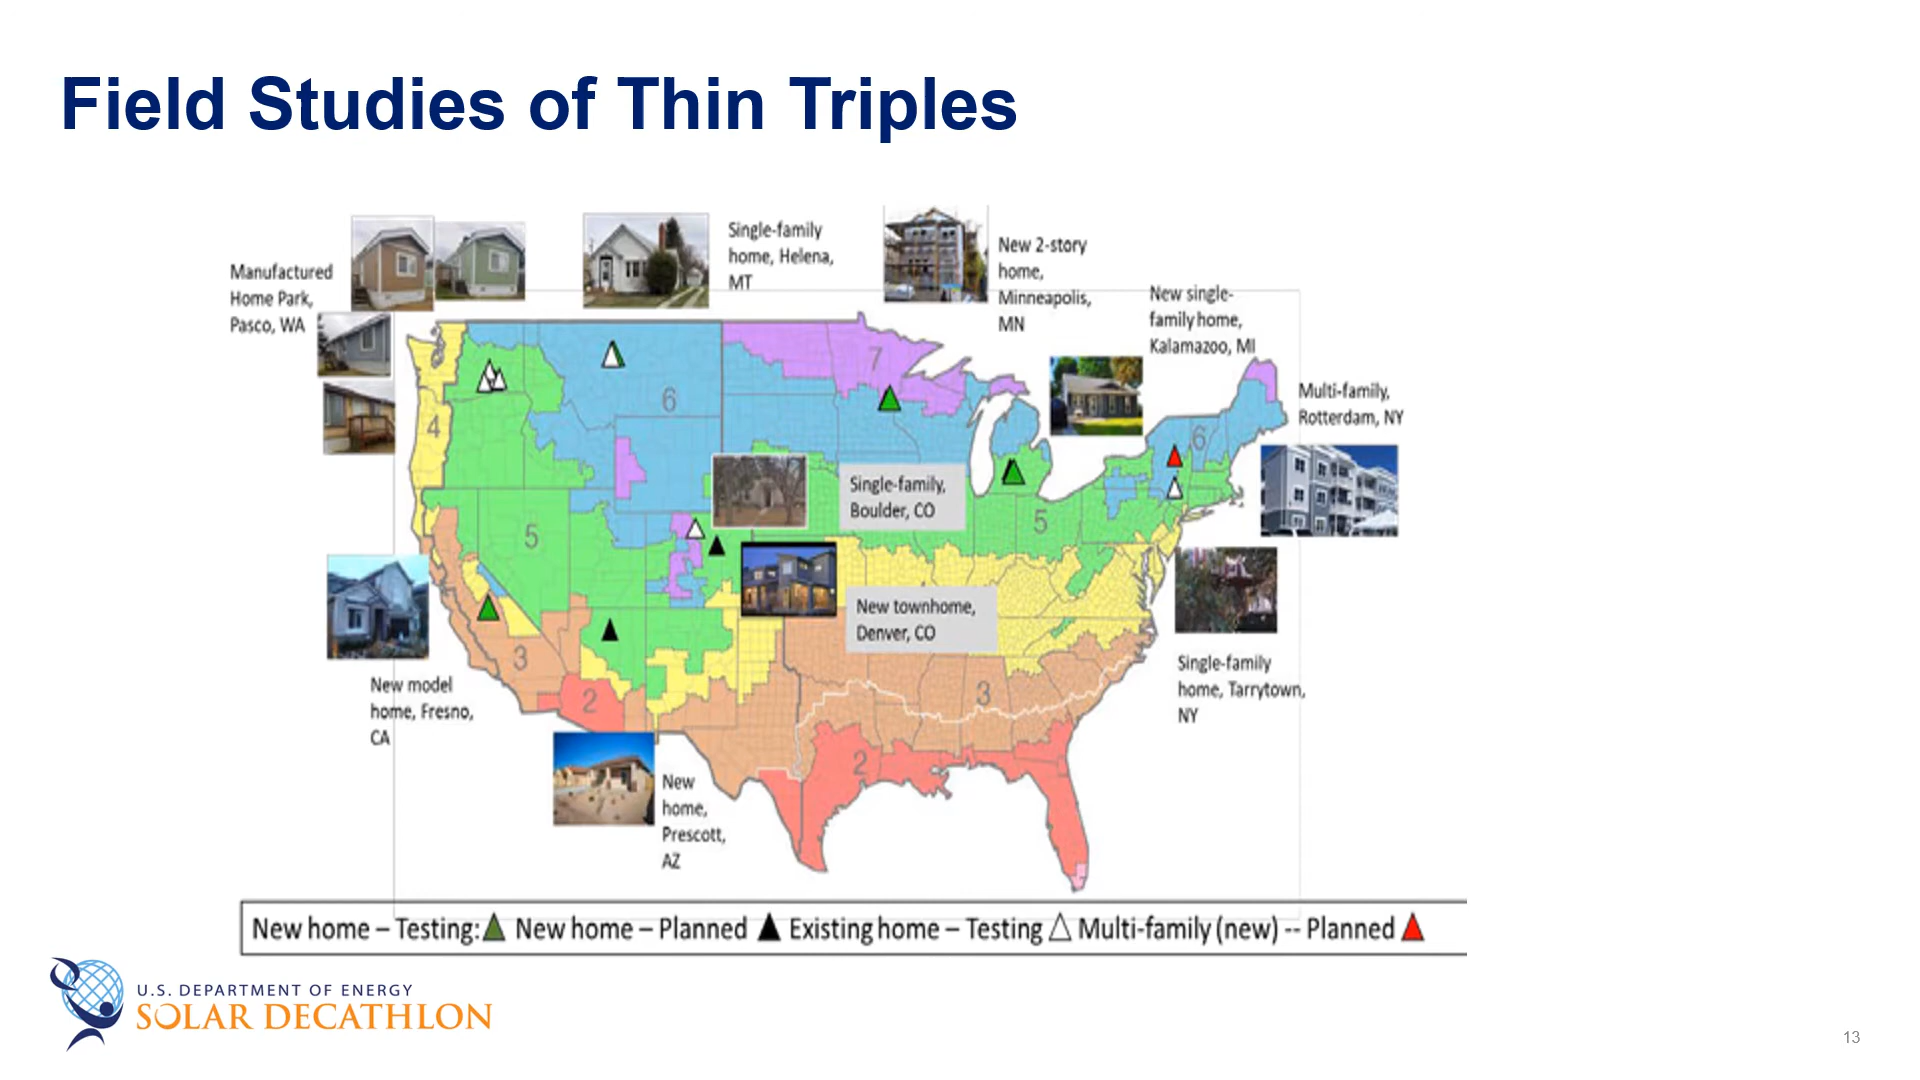 Field Studies of Thin Triples
Manufactured
Home Park,
Pasco, WA
Single-family
home, Helena,
MT
New 2-story
home,
Minneapolis,
MN
New single-
family home,
Kalamazoo, MI
Multi-family,
Rotterdam, NY
7
6
4
6
Single-family,
Boulder, CO
5
5
New townhome,
Denver, CO
3
2
3
2
New model
home, Fresno,
CA
Single-family
home, Tarrytown,
NY
New
home,
Prescott,
AZ
New home – Testing: New home – Planned Existing home – Testing Multi-family (new) -- Planned
U.S. DEPARTMENT OF ENERGY
SOLAR DECATHLON
13